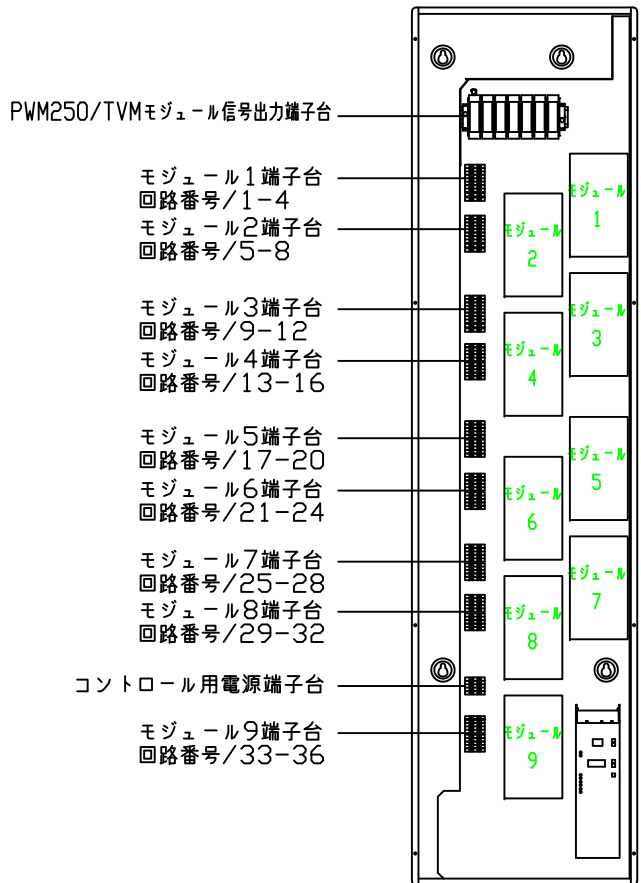 PWM250/TVMモジュール信号出力端子台
モジュール1端子台
回路番号/1-4
モジュール2端子台
回路番号/5-8
モジュール3端子台
回路番号/9-12
モジュール4端子台
回路番号/13-16
モジュール5端子台
回路番号/17-20
モジュール6端子台
回路番号/21-24
モジュール7端子台
回路番号/25-28
モジュール8端子台
回路番号/29-32
コントロール用電源端子台
モジュール9端子台
回路番号/33-36
モジュール
1
モジュール
2
モジュール
3
モジュール
4
モジュール
5
モジュール
6
モジュール
7
モジュール
8
モジュール
9